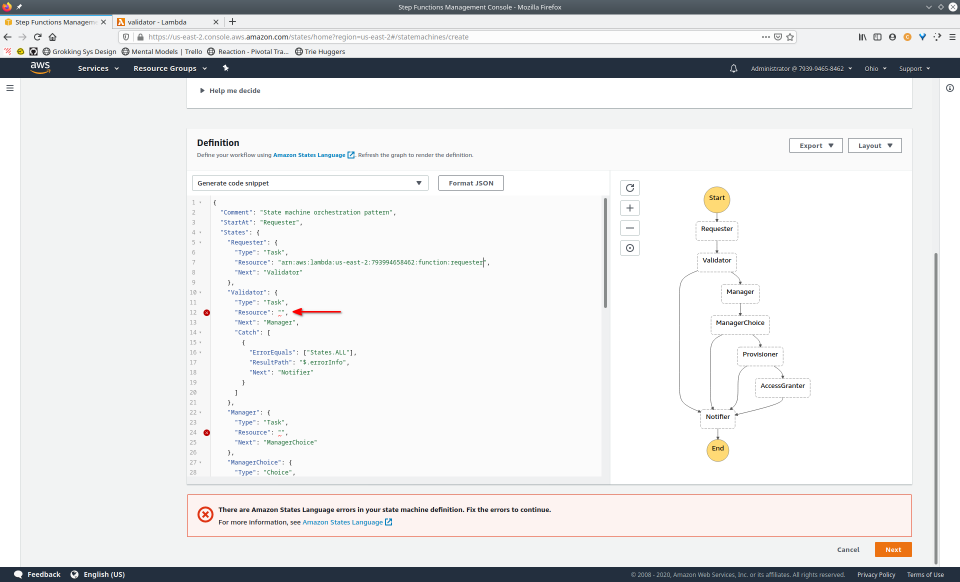 Step Functions Management Console - Mozilla Firefox
Step Functions Managem
validator - Lambda
https://us-east-2.console.aws.amazon.com/states/home?region=us-east-2#/statemachines/create
Grokking Sys Design
Mental Models | Trello
Reaction - Pivotal Tra...
Trie Huggers
aws
Services
Resource Groups
Administrator @ 7939-9465-8462
Ohio
Support
Help me decide
Definition
Define your workflow using Amazon States Language. Refresh the graph to render the definition.
Export
Layout
Generate code snippet
Format JSON
1 {
2 "Comment": "State machine orchestration pattern",
3 "StartAt": "Requester",
4 "States": {
5 "Requester": {
6 "Type": "Task",
7 "Resource": "arn:aws:lambda:us-east-2:793994658462:function:requester",
8 "Next": "Validator"
9 },
10 "Validator": {
11 "Type": "Task",
12 "Resource": "",
13 "Next": "Manager",
14 "Catch": [
15 {
16 "ErrorEquals": ["States.ALL"],
17 "ResultPath": "$.errorInfo",
18 "Next": "Notifier"
19 }
20 ]
21 },
22 "Manager": {
23 "Type": "Task",
24 "Resource": "",
25 "Next": "ManagerChoice"
26 },
27 "ManagerChoice": {
28 "Type": "Choice",
Start
Requester
Validator
Manager
ManagerChoice
Provisioner
AccessGranter
Notifier
End
There are Amazon States Language errors in your state machine definition. Fix the errors to continue.
For more information, see Amazon States Language
Cancel
Next
Feedback
English (US)
© 2008 - 2020, Amazon Web Services, Inc. or its affiliates. All rights reserved.
Privacy Policy
Terms of Use